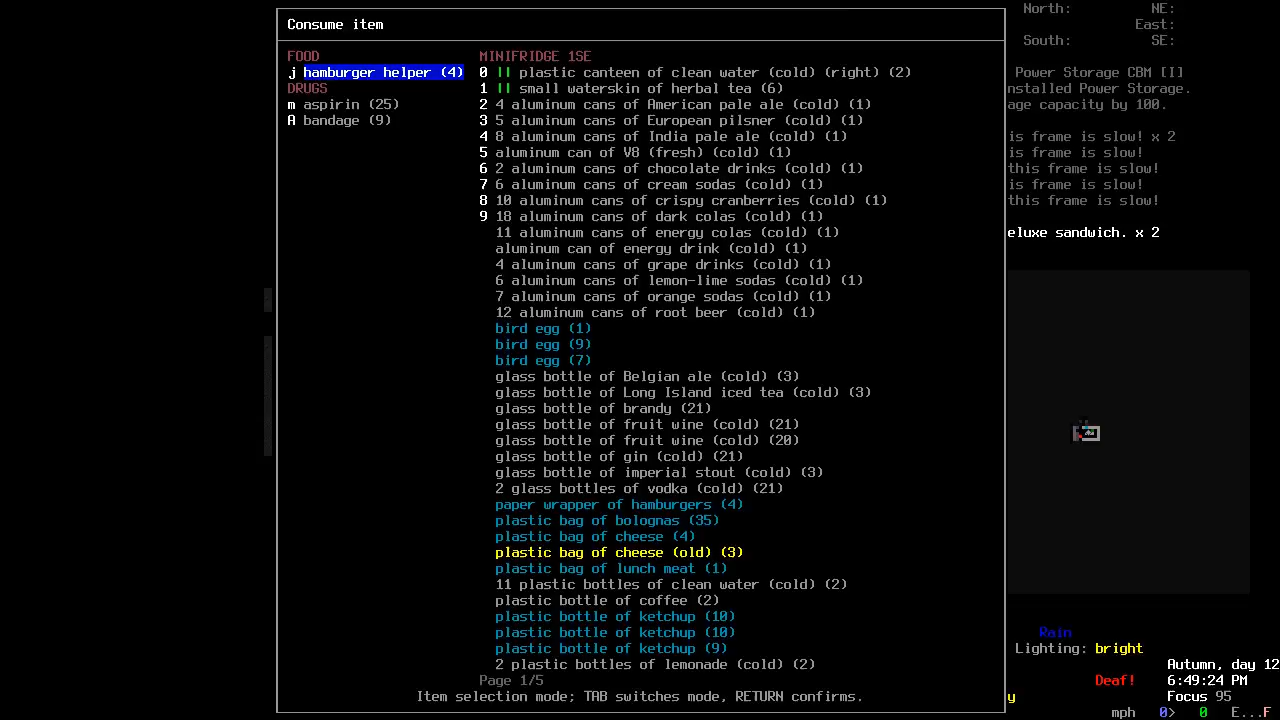 Consume item
FOOD
j hamburger helper (4)
DRUGS
m aspirin (25)
A bandage (9)
MINIFRIDGE 1SE
0 || plastic canteen of clean water (cold) (right) (2)
1 || small waterskin of herbal tea (6)
2 4 aluminum cans of American pale ale (cold) (1)
3 5 aluminum cans of European pilsner (cold) (1)
4 8 aluminum cans of India pale ale (cold) (1)
5 aluminum can of V8 (fresh) (cold) (1)
6 2 aluminum cans of chocolate drinks (cold) (1)
7 6 aluminum cans of cream sodas (cold) (1)
8 10 aluminum cans of crispy cranberries (cold) (1)
9 18 aluminum cans of dark colas (cold) (1)
11 aluminum cans of energy colas (cold) (1)
aluminum can of energy drink (cold) (1)
4 aluminum cans of grape drinks (cold) (1)
6 aluminum cans of lemon-lime sodas (cold) (1)
7 aluminum cans of orange sodas (cold) (1)
12 aluminum cans of root beer (cold) (1)
bird egg (1)
bird egg (9)
bird egg (7)
glass bottle of Belgian ale (cold) (3)
glass bottle of Long Island iced tea (cold) (3)
glass bottle of brandy (21)
glass bottle of fruit wine (cold) (21)
glass bottle of fruit wine (cold) (20)
glass bottle of gin (cold) (21)
glass bottle of imperial stout (cold) (3)
2 glass bottles of vodka (cold) (21)
paper wrapper of hamburgers (4)
plastic bag of bolognas (35)
plastic bag of cheese (4)
plastic bag of cheese (old) (3)
plastic bag of lunch meat (1)
11 plastic bottles of clean water (cold) (2)
plastic bottle of coffee (2)
plastic bottle of ketchup (10)
plastic bottle of ketchup (10)
plastic bottle of ketchup (9)
2 plastic bottles of lemonade (cold) (2)
Page 1/5
Item selection mode; TAB switches mode, RETURN confirms.
North: NE:
East:
South: SE:
Power Storage CBM [I]
nstalled Power Storage.
age capacity by 100.
is frame is slow! x 2
is frame is slow!
this frame is slow!
is frame is slow!
this frame is slow!
eluxe sandwich. x 2
Rain
Lighting: bright
Autumn, day 12
Deaf! 6:49:24 PM
y Focus 95
mph 0> 0 E...F